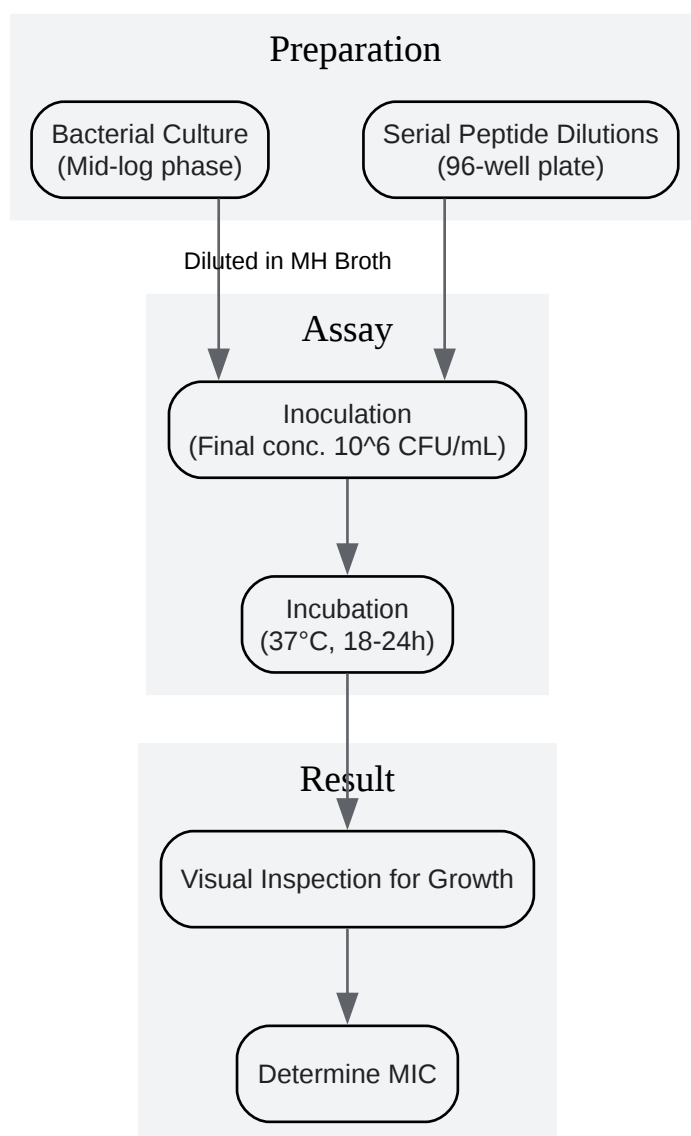 Preparation
Bacterial Culture
(Mid-log phase)
Serial Peptide Dilutions
(96-well plate)
Diluted in MH Broth
Assay
Inoculation
(Final conc. 10^6 CFU/mL)
Incubation
(37°C, 18-24h)
Result
Visual Inspection for Growth
Determine MIC